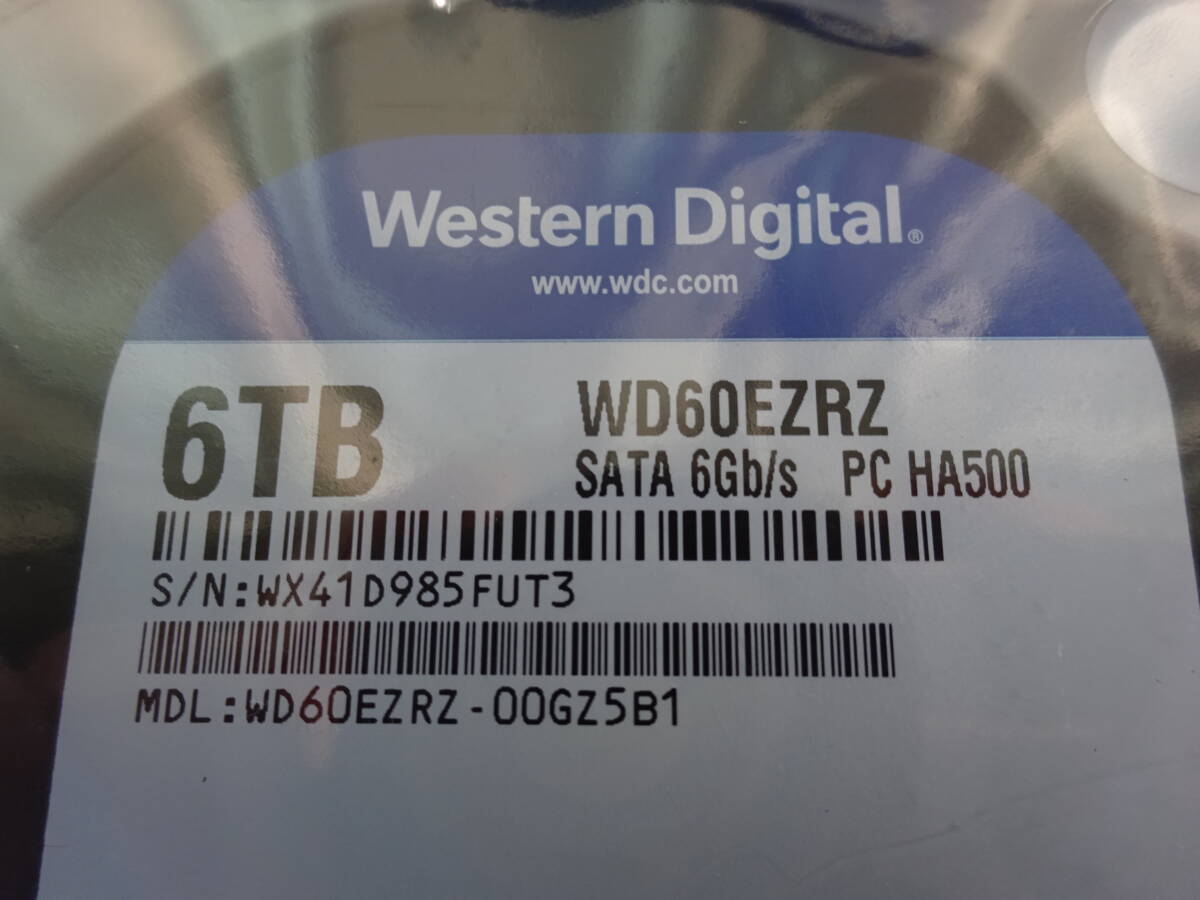 Western Digital®
www.wdc.com
6TB
WD60EZRZ
SATA 6Gb/s PC HA500
S/N:WX41D985FUT3
MDL:WD60EZRZ-00GZ5B1